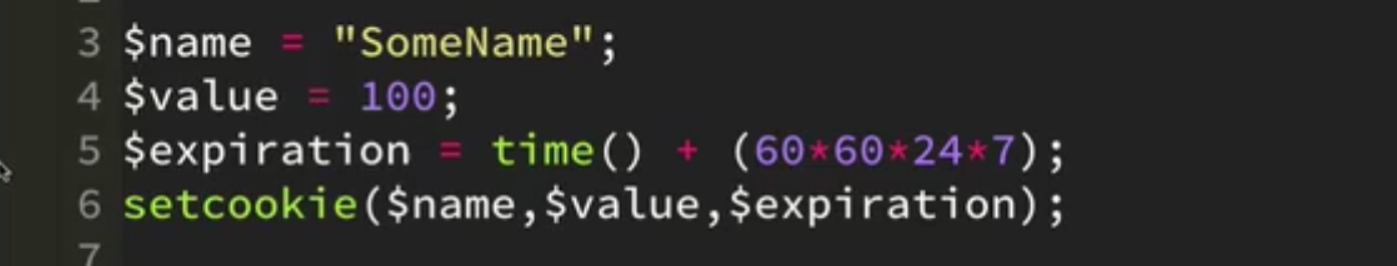 3 $name = "SomeName";
4 $value = 100;
5 $expiration = time() + (60*60*24*7);
6 setcookie($name,$value,$expiration);
7